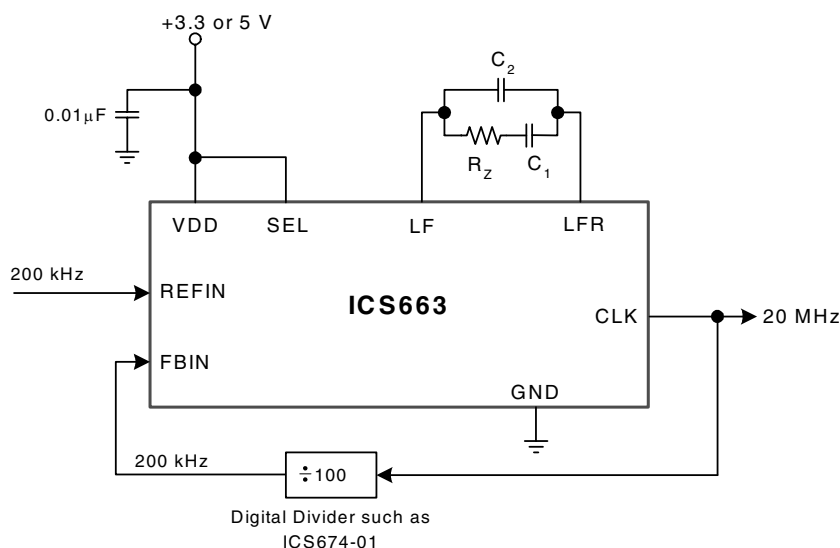 +3.3 or 5 V
0.01μF
C2
RZ
C1
VDD
SEL
LF
LFR
200 kHz
REFIN
ICS663
CLK
20 MHz
FBIN
GND
200 kHz
÷100
Digital Divider such as
ICS674-01